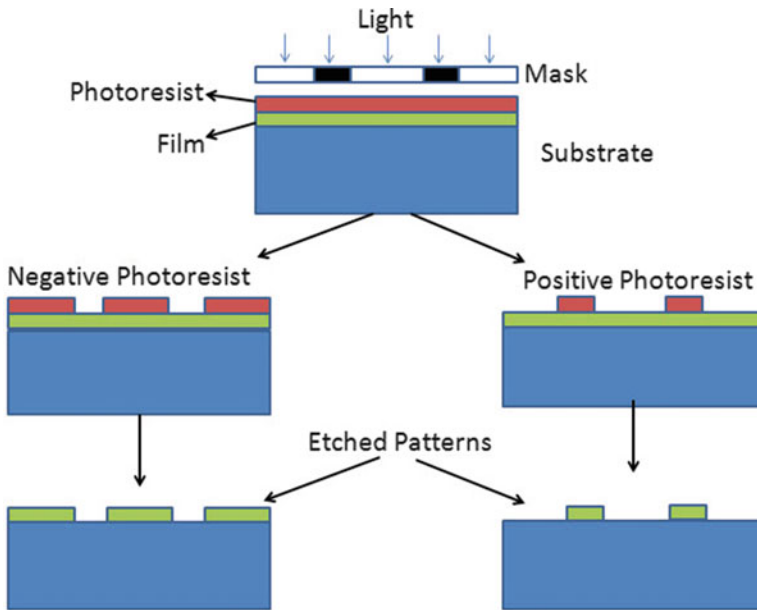 Light
Mask
Photoresist
Film
Substrate
Negative Photoresist
Positive Photoresist
Etched Patterns